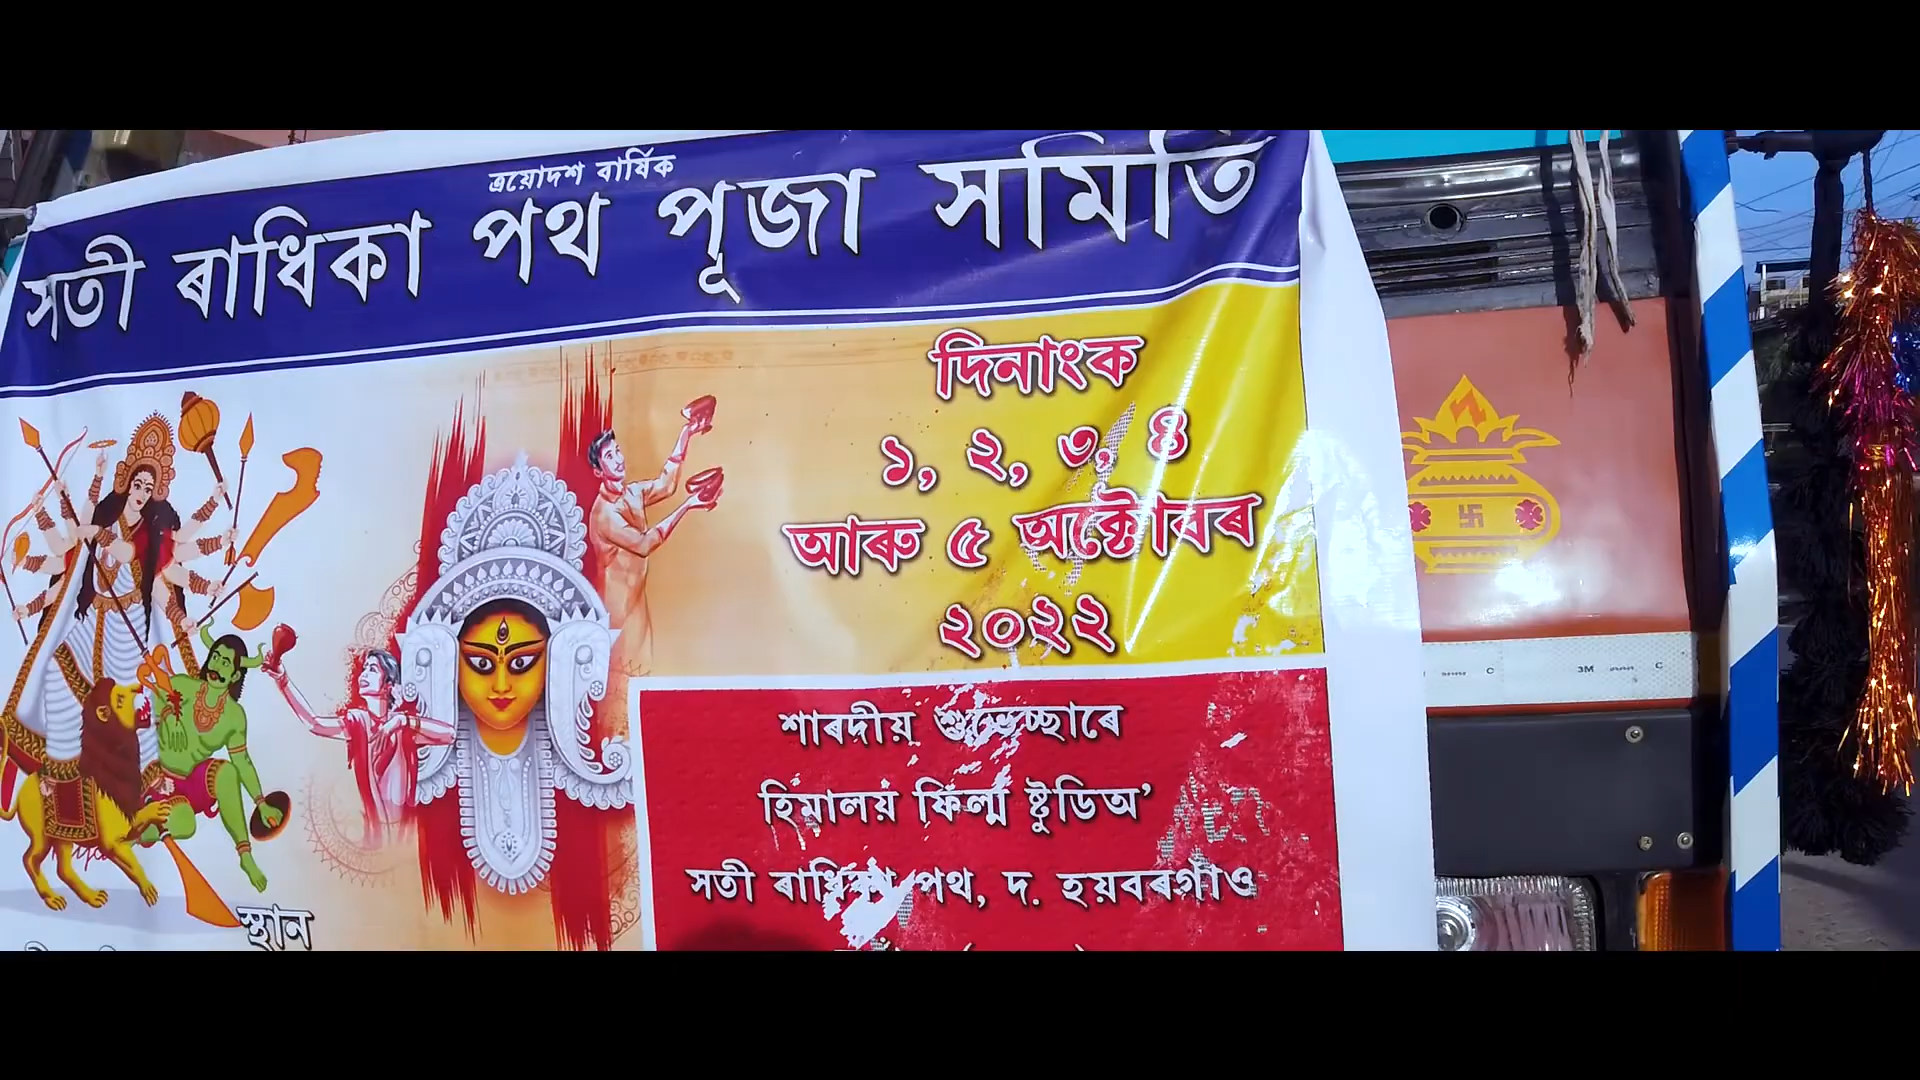 ত্ৰয়োদশ বাৰ্ষিক
সতী ৰাধিকা পথ পূজা সমিতি
দিনাংক
১, ২, ৩, ৪
আৰু ৫ অক্টোবৰ
২০২২
শাৰদীয় শুভেচ্ছাৰে
হিমালয় ফিল্ম ষ্টুডিঅ’
সতী ৰাধিকা পথ, দ. হয়বৰগাঁও
স্থান
3M
C
C